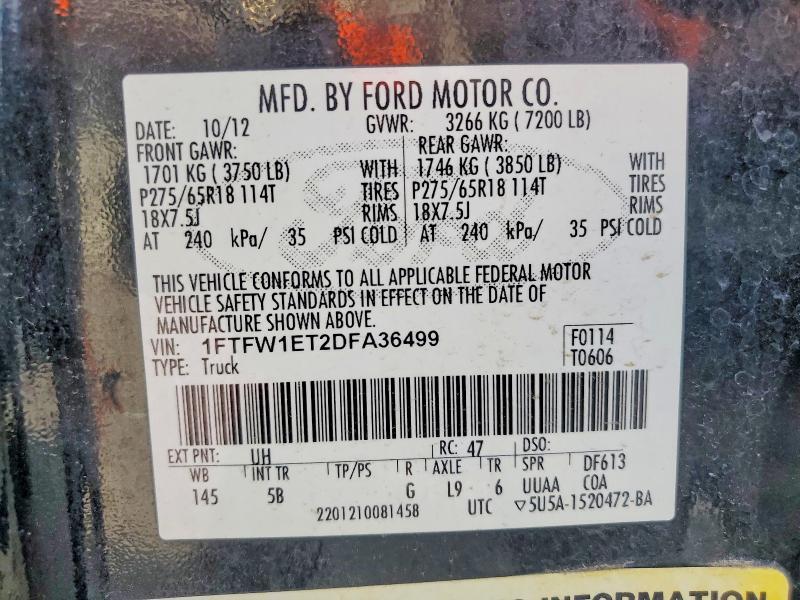 MFD. BY FORD MOTOR CO.
DATE: 10/12 GVWR: 3266 KG ( 7200 LB)
FRONT GAWR: REAR GAWR:
1701 KG ( 3750 LB) WITH 1746 KG ( 3850 LB) WITH
P275/65R18 114T TIRES P275/65R18 114T TIRES
18X7.5J RIMS 18X7.5J RIMS
AT 240 kPa/ 35 PSI COLD AT 240 kPa/ 35 PSI COLD
THIS VEHICLE CONFORMS TO ALL APPLICABLE FEDERAL MOTOR
VEHICLE SAFETY STANDARDS IN EFFECT ON THE DATE OF
MANUFACTURE SHOWN ABOVE.
VIN: 1FTFW1ET2DFA36499 F0114
TYPE: Truck T0606
EXT PNT: UH RC: 47 DSO:
WB INT TR TP/PS R AXLE TR SPR DF613
145 5B G L9 6 UUAA COA
2201210081458 UTC ▽5U5A-1520472-BA
INFORMATION